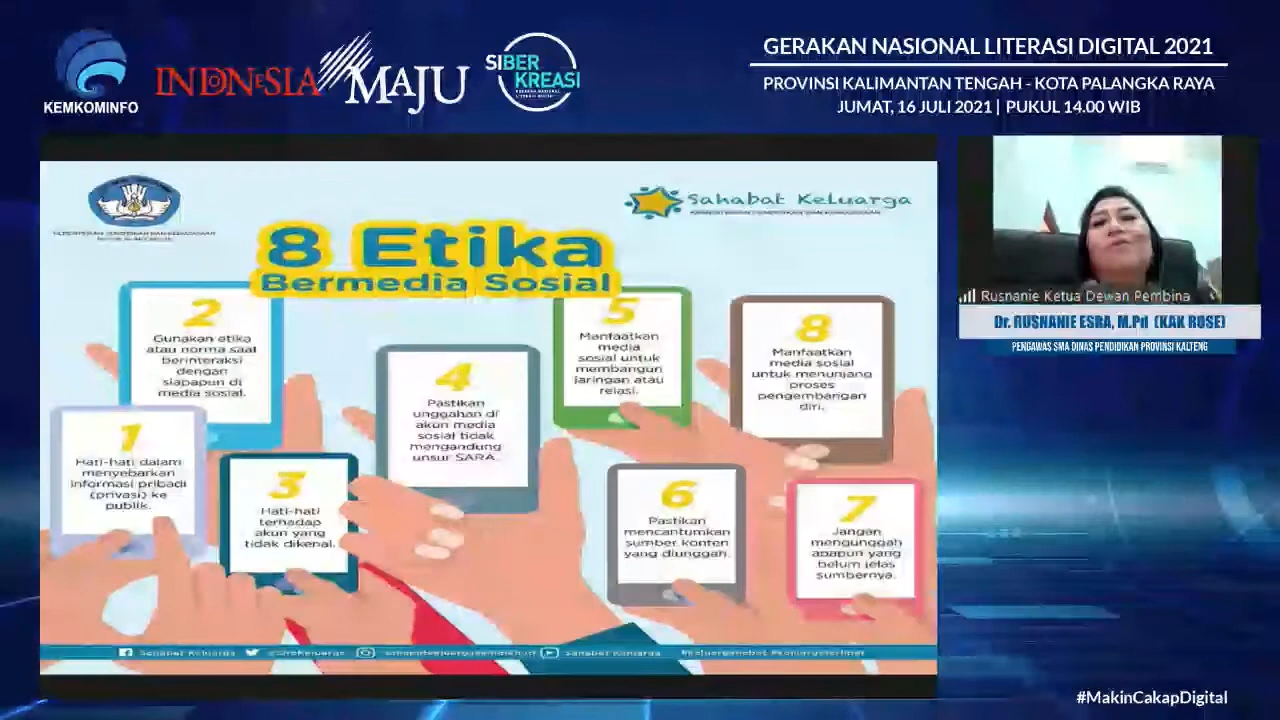 KEMKOMINFO
INDONESIA MAJU
SIBER
KREASI
GERAKAN NASIONAL LITERASI DIGITAL 2021
PROVINSI KALIMANTAN TENGAH - KOTA PALANGKA RAYA
JUMAT, 16 JULI 2021 | PUKUL 14.00 WIB
Sahabat Keluarga
8 Etika
Bermedia Sosial
1
Hati-hati dalam
menyebarkan
informasi pribadi
(privasi) ke
publik.
2
Gunakan etika
atau norma saat
berinteraksi
dengan
siapapun di
media sosial.
3
Hati-hati
terhadap
akun yang
tidak dikenal.
4
Pastikan
unggahan di
akun media
sosial tidak
mengandung
unsur SARA.
5
Manfaatkan
media
sosial untuk
membangun
jaringan atau
relasi.
6
Pastikan
mencantumkan
sumber konten
yang diunggah.
7
Jangan
mengunggah
apapun yang
belum jelas
sumbernya.
8
Manfaatkan
media sosial
untuk menunjang
proses
pengembangan
diri.
Sahabat Keluarga
Sahabat Keluarga
Rusnanie Ketua Dewan Pembina
Dr. RUSNANIE ESRA, M.Pd (KAK ROSE)
PENGAWAS SMA DINAS PENDIDIKAN PROVINSI KALTENG
#MakinCakapDigital